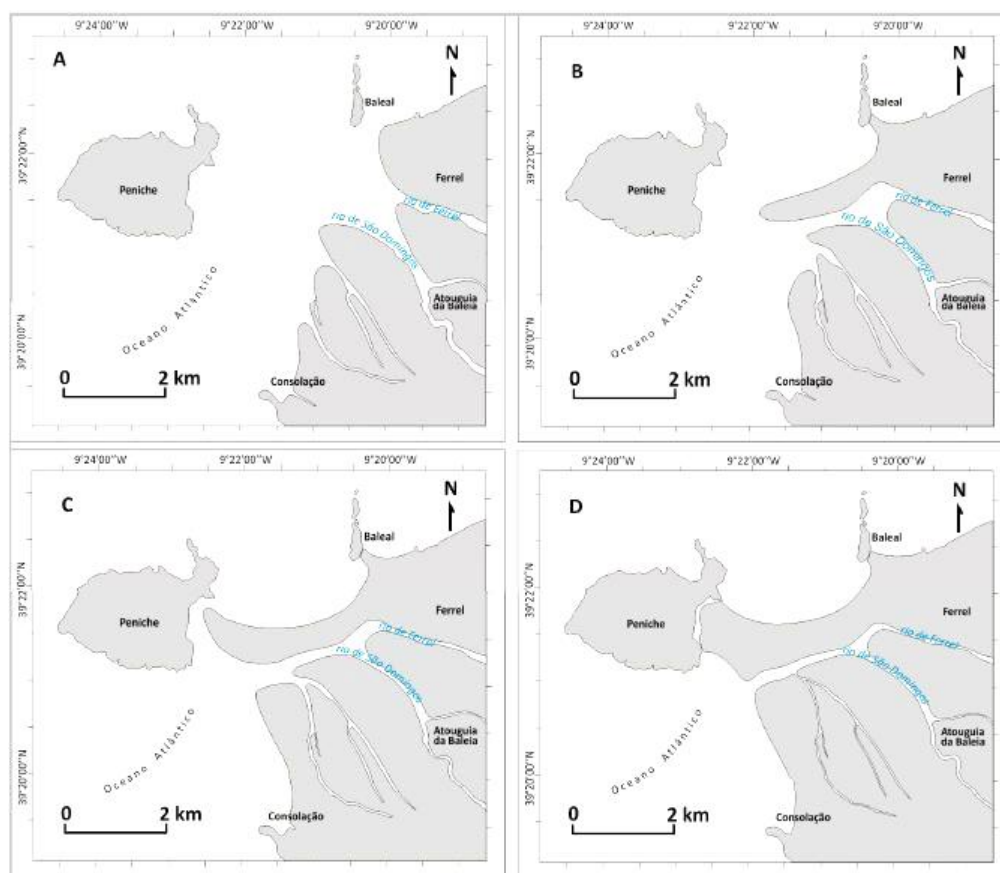 9°24'00"W 9°22'00"W 9°20'00"W
A
N
Baleal
39°22'00"N
Peniche
Ferrel
rio de Ferrel
rio de São Domingos
Atouguia
da Baleia
Oceano Atlântico
39°20'00"N
0 2 km
Consolação
9°22'00"W 9°20'00"W
B
N
Baleal
39°22'00"N
Peniche
Ferrel
rio de Ferrel
rio de São Domingos
Atouguia
da Baleia
Oceano Atlântico
39°20'00"N
0 2 km
Consolação
9°24'00"W 9°22'00"W 9°20'00"W
C
N
Baleal
39°22'00"N
Peniche
Ferrel
rio de Ferrel
rio de São Domingos
Atouguia
da Baleia
Oceano Atlântico
39°20'00"N
0 2 km
Consolação
9°22'00"W 9°20'00"W
D
N
Baleal
39°22'00"N
Peniche
Ferrel
rio de Ferrel
rio de São Domingos
Atouguia
da Baleia
Oceano Atlântico
39°20'00"N
0 2 km
Consolação